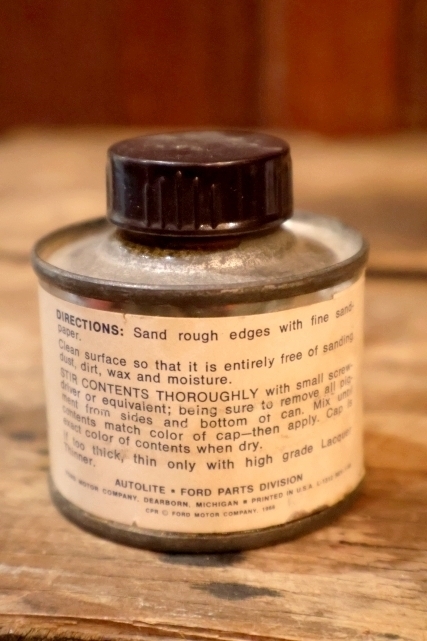 DIRECTIONS: Sand rough edges with fine sand-
paper.
Clean surface so that it is entirely free of sanding
dust, dirt, wax and moisture.
STIR CONTENTS THOROUGHLY with small screw-
driver or equivalent; being sure to remove all pig-
ment from sides and bottom of can. Mix until
contents match color of cap—then apply. Cap is
exact color of contents when dry.
If too thick, thin only with high grade Lacquer
Thinner.
AUTOLITE • FORD PARTS DIVISION
FORD MOTOR COMPANY, DEARBORN, MICHIGAN • PRINTED IN U.S.A.
CPR © FORD MOTOR COMPANY,